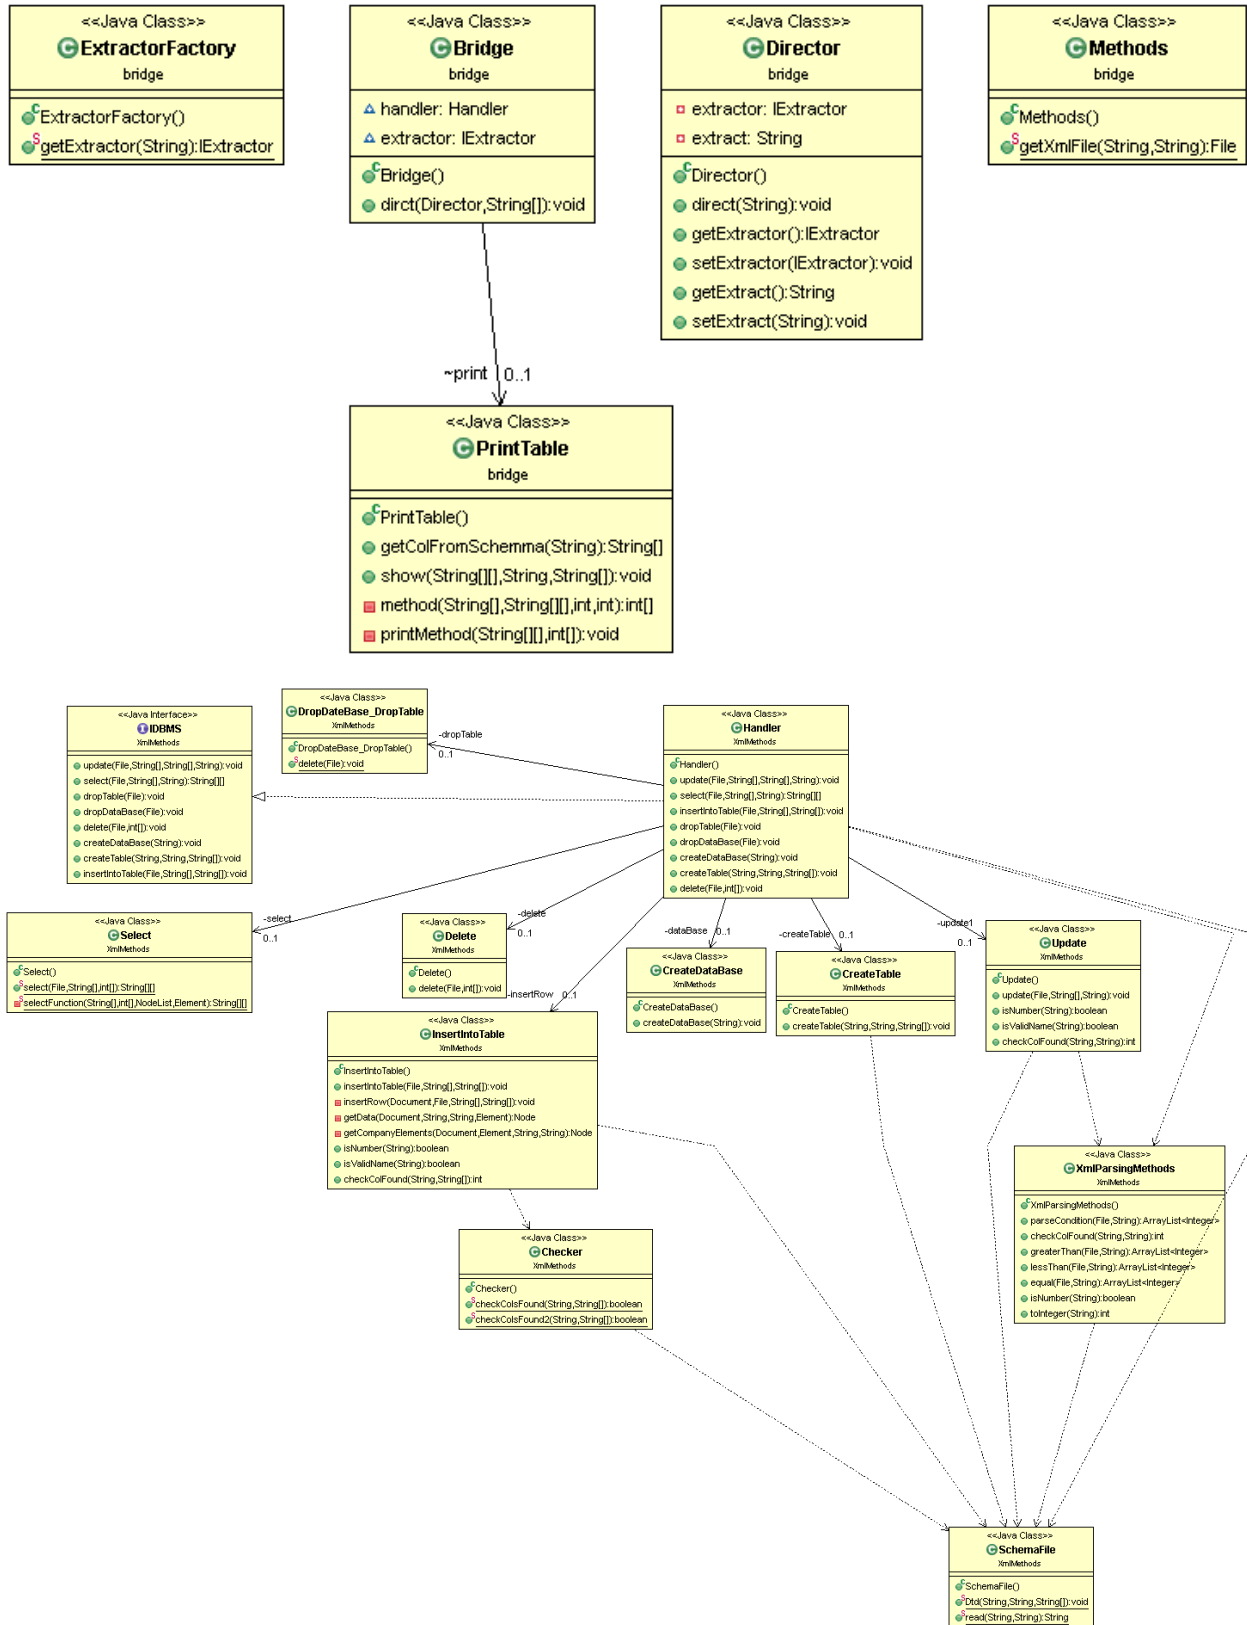 <<Java Class>>
ExtractorFactory
bridge
ExtractorFactory()
getExtractor(String):IExtractor
<<Java Class>>
Bridge
bridge
handler: Handler
extractor: IExtractor
Bridge()
dirct(Director,String[]):void
<<Java Class>>
Director
bridge
extractor: IExtractor
extract: String
Director()
direct(String):void
getExtractor():IExtractor
setExtractor(IExtractor):void
getExtract():String
setExtract(String):void
<<Java Class>>
Methods
bridge
Methods()
getXmlFile(String,String):File
~print 0..1
<<Java Class>>
PrintTable
bridge
PrintTable()
getColFromSchemma(String):String[]
show(String[][],String,String[]):void
method(String[],String[][],int,int):int[]
printMethod(String[][],int[]):void
<<Java Interface>>
IDBMS
XmlMethods
update(File,String[],String[],String):void
select(File,String[],String):String[][]
dropTable(File):void
dropDataBase(File):void
delete(File,int[]):void
createDataBase(String):void
createTable(String,String,String[]):void
insertIntoTable(File,String[],String[]):void
<<Java Class>>
DropDateBase_DropTable
XmlMethods
DropDateBase_DropTable()
delete(File):void
-dropTable
0..1
<<Java Class>>
Handler
XmlMethods
Handler()
update(File,String[],String[],String):void
select(File,String[],String):String[][]
insertIntoTable(File,String[],String[]):void
dropTable(File):void
dropDataBase(File):void
createDataBase(String):void
createTable(String,String,String[]):void
delete(File,int[]):void
-select
0..1
<<Java Class>>
Select
XmlMethods
Select()
select(File,String[],int[]):String[][]
selectFunction(String[],int[],NodeList,Element):String[][]
-delete
0..1
<<Java Class>>
Delete
XmlMethods
Delete()
delete(File,int[]):void
-insertRow 0..1
-dataBase 0..1
<<Java Class>>
CreateDataBase
XmlMethods
CreateDataBase()
createDataBase(String):void
-createTable 0..1
<<Java Class>>
CreateTable
XmlMethods
CreateTable()
createTable(String,String,String[]):void
-update1
0..1
<<Java Class>>
Update
XmlMethods
Update()
update(File,String[],String):void
isNumber(String):boolean
isValidName(String):boolean
checkColFound(String,String):int
<<Java Class>>
InsertIntoTable
XmlMethods
InsertIntoTable()
insertIntoTable(File,String[],String[]):void
insertRow(Document,File,String[],String[]):void
getData(Document,String,String,Element):Node
getCompanyElements(Document,Element,String,String):Node
isNumber(String):boolean
isValidName(String):boolean
checkColFound(String,String[]):int
<<Java Class>>
XmlParsingMethods
XmlMethods
XmlParsingMethods()
parseCondition(File,String):ArrayList<Integer>
checkColFound(String,String):int
greaterThan(File,String):ArrayList<Integer>
lessThan(File,String):ArrayList<Integer>
equal(File,String):ArrayList<Integer>
isNumber(String):boolean
toInteger(String):int
<<Java Class>>
Checker
XmlMethods
Checker()
checkColsFound(String,String[]):boolean
checkColsFound2(String,String[]):boolean
<<Java Class>>
SchemaFile
XmlMethods
SchemaFile()
Dtd(String,String,String[]):void
read(String,String):String